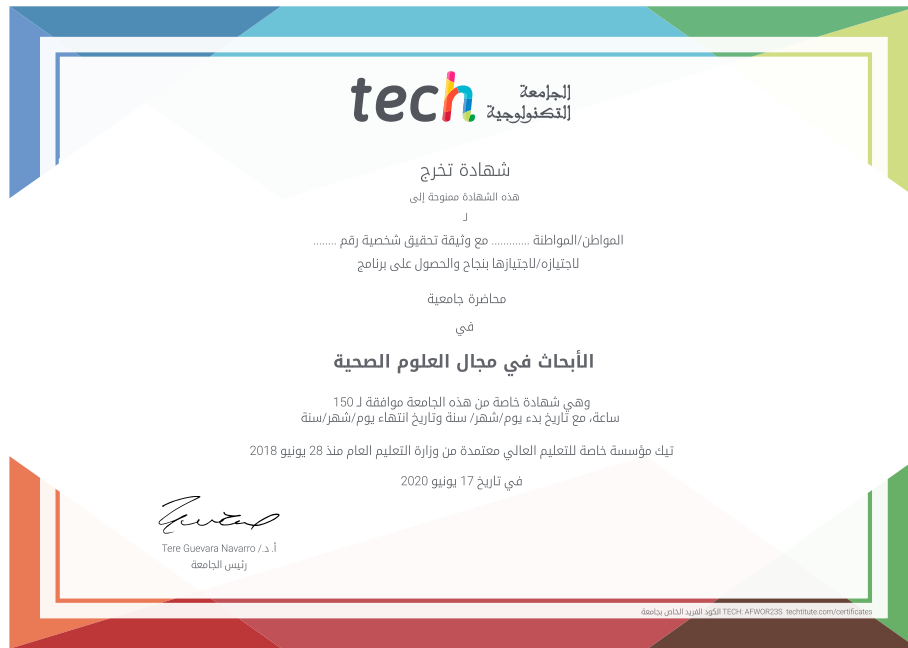 tech الجامعة
التكنولوجية
شهادة تخرج
هذه الشهادة ممنوحة إلى
لـ
المواطن/المواطنة ............. مع وثيقة تحقيق شخصية رقم ........
لاجتيازه/لاجتيازها بنجاح والحصول على برنامج
محاضرة جامعية
في
الأبحاث في مجال العلوم الصحية
وهي شهادة خاصة من هذه الجامعة موافقة لـ 150
ساعة، مع تاريخ بدء يوم/شهر/ سنة وتاريخ انتهاء يوم/شهر/سنة
تيك مؤسسة خاصة للتعليم العالي معتمدة من وزارة التعليم العام منذ 28 يونيو 2018
في تاريخ 17 يونيو 2020
أ. د./ Tere Guevara Navarro
رئيس الجامعة
الكود الفريد الخاص بجامعة TECH: AFWOR23S techtitute.com/certificates